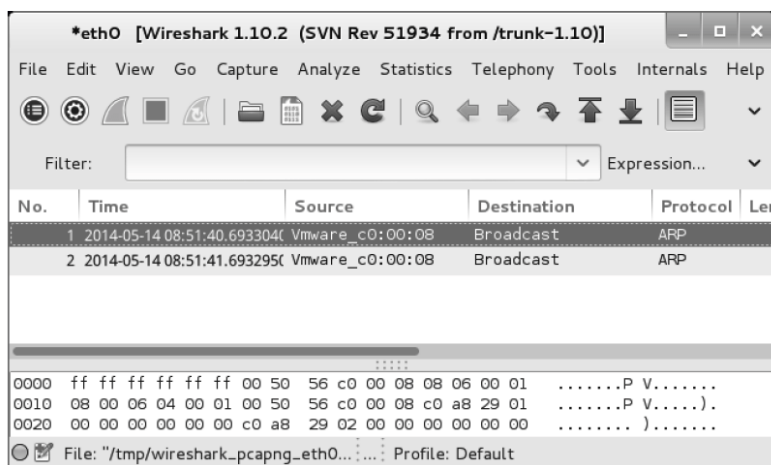 *eth0 [Wireshark 1.10.2 (SVN Rev 51934 from /trunk-1.10)]
File Edit View Go Capture Analyze Statistics Telephony Tools Internals Help
Filter: Expression...
No. Time Source Destination Protocol Ler
1 2014-05-14 08:51:40.693304( Vmware_c0:00:08 Broadcast ARP
2 2014-05-14 08:51:41.693295( Vmware_c0:00:08 Broadcast ARP
0000 ff ff ff ff ff ff 00 50 56 c0 00 08 08 06 00 01 .......P V.......
0010 08 00 06 04 00 01 00 50 56 c0 00 08 c0 a8 29 01 .......P V.....).
0020 00 00 00 00 00 00 c0 a8 29 02 00 00 00 00 00 00 ........ ).......
File: "/tmp/wireshark_pcapng_eth0... ... Profile: Default